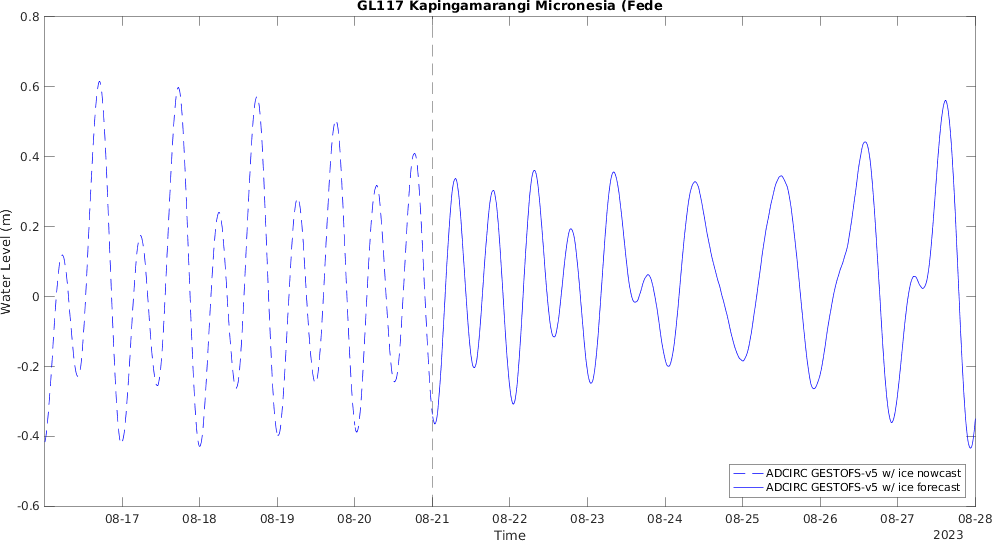 GL117 Kapingamarangi Micronesia (Fede
0.8
0.6
0.4
0.2
0
-0.2
-0.4
-0.6
Water Level (m)
ADCIRC GESTOFS-v5 w/ ice nowcast
ADCIRC GESTOFS-v5 w/ ice forecast
08-17 08-18 08-19 08-20 08-21 08-22 08-23 08-24 08-25 08-26 08-27 08-28
Time
2023